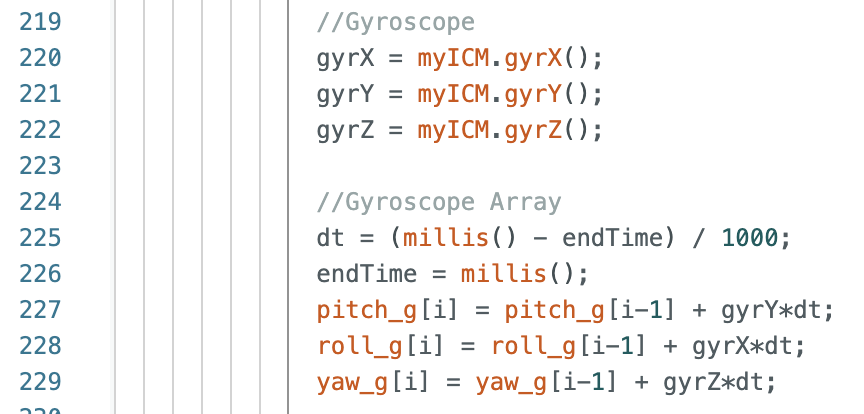 219 //Gyroscope
220 gyrX = myICM.gyrX();
221 gyrY = myICM.gyrY();
222 gyrZ = myICM.gyrZ();
223
224 //Gyroscope Array
225 dt = (millis() - endTime) / 1000;
226 endTime = millis();
227 pitch_g[i] = pitch_g[i-1] + gyrY*dt;
228 roll_g[i] = roll_g[i-1] + gyrX*dt;
229 yaw_g[i] = yaw_g[i-1] + gyrZ*dt;